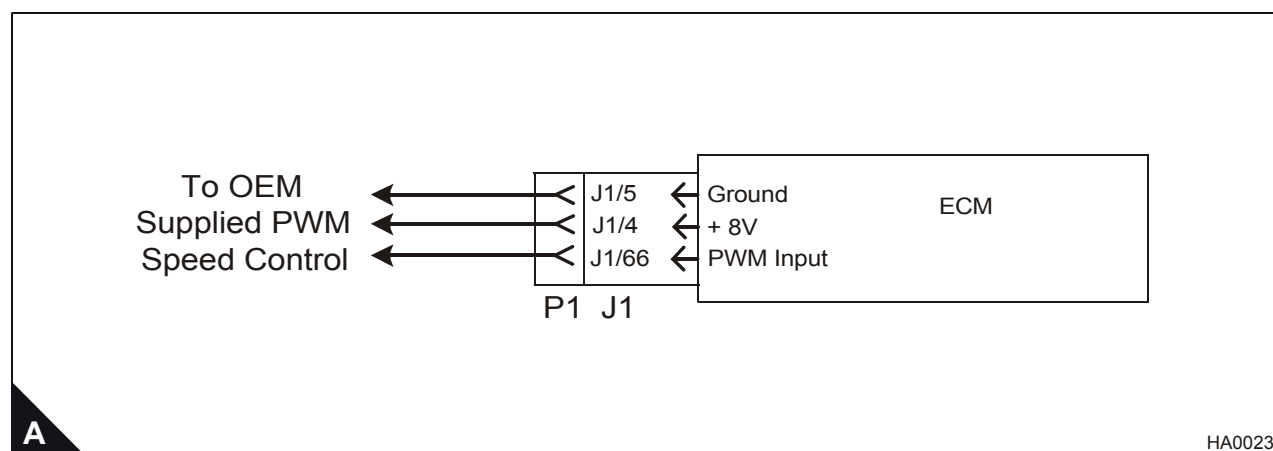 To OEM
Supplied PWM
Speed Control
J1/5
J1/4
J1/66
Ground
+ 8V
PWM Input
ECM
P1 J1
A
HA0023